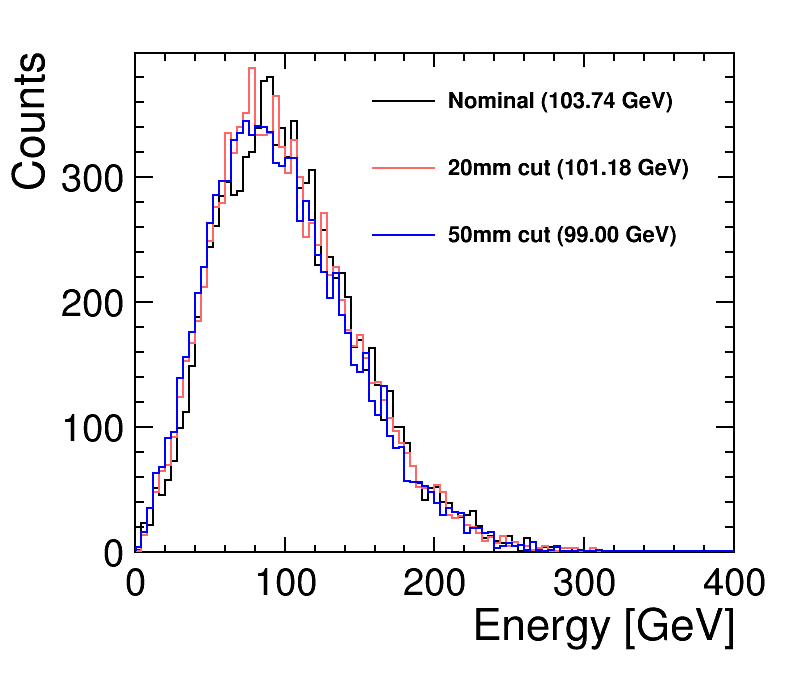 Counts
300
200
100
0
Nominal (103.74 GeV)
20mm cut (101.18 GeV)
50mm cut (99.00 GeV)
0 100 200 300 400
Energy [GeV]